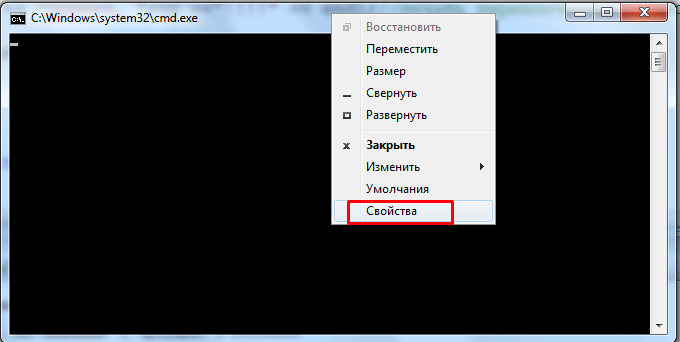 C:\Windows\system32\cmd.exe
Восстановить
Переместить
Размер
Свернуть
Развернуть
Закрыть
Изменить
Умолчания
Свойства